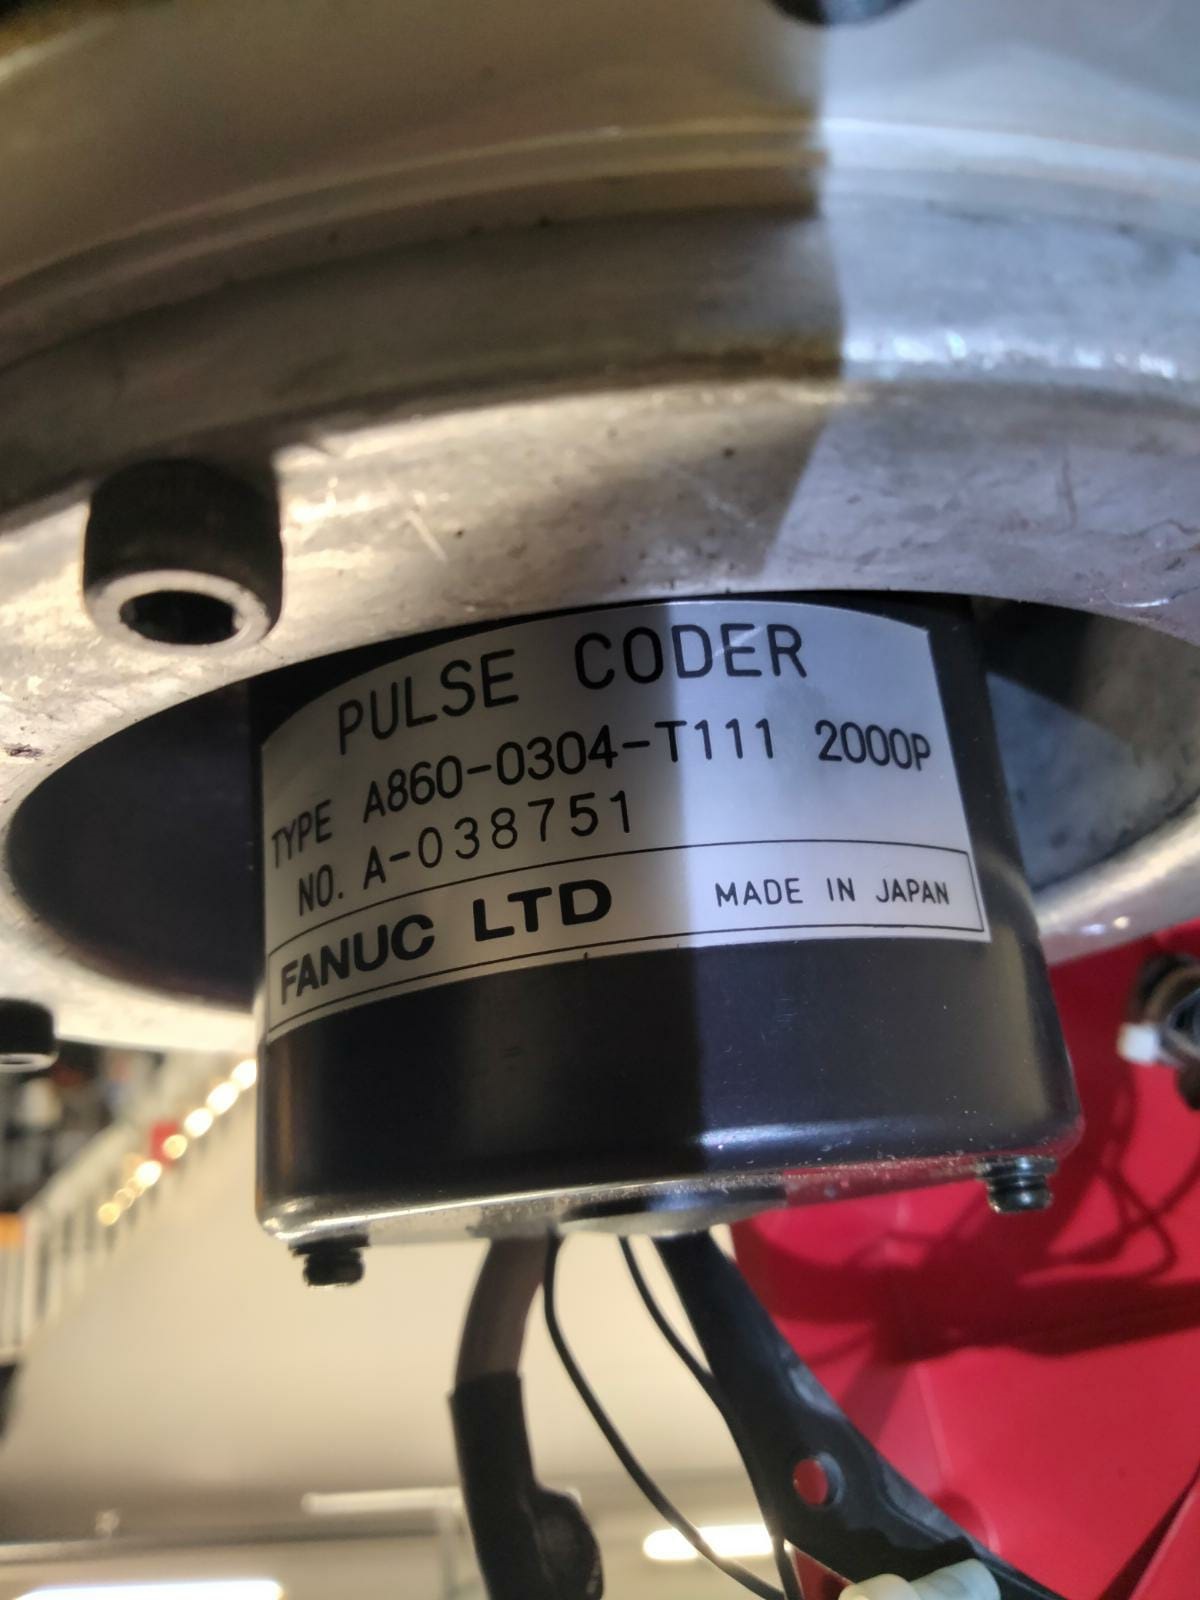 PULSE CODER
TYPE A860-0304-T111 2000P
NO. A-038751
FANUC LTD MADE IN JAPAN